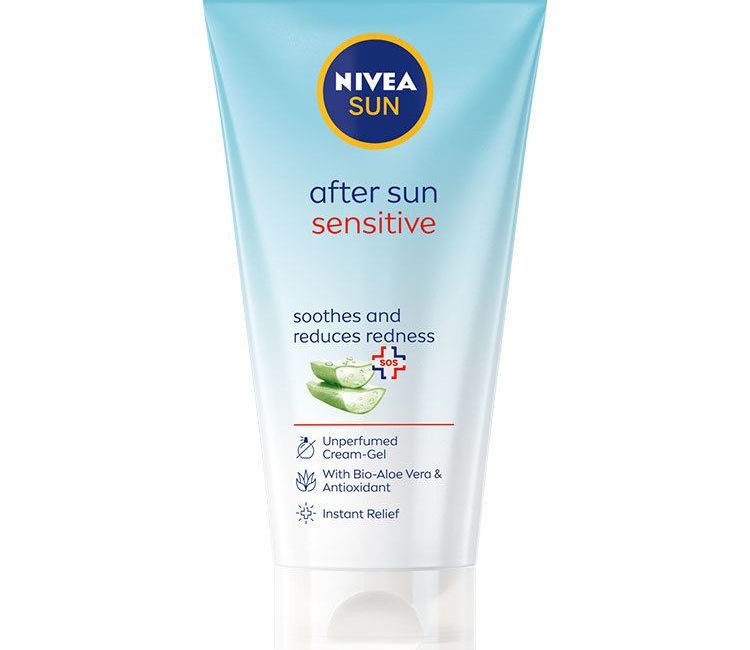 NIVEA
SUN
after sun
sensitive
soothes and
reduces redness
SOS
Unperfumed
Cream-Gel
With Bio-Aloe Vera &
Antioxidant
Instant Relief